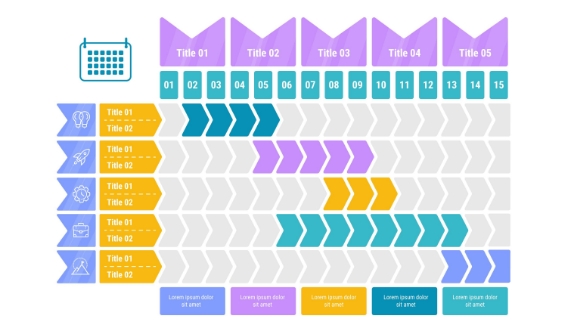 Title 01 Title 02 Title 03 Title 04 Title 05
01 02 03 04 05 06 07 08 09 10 11 12 13 14 15
Title 01
Title 02
Title 01
Title 02
Title 01
Title 02
Title 01
Title 02
Title 01
Title 02
Lorem ipsum dolor Lorem ipsum dolor Lorem ipsum dolor Lorem ipsum dolor Lorem ipsum dolor
sit amet sit amet sit amet sit amet sit amet